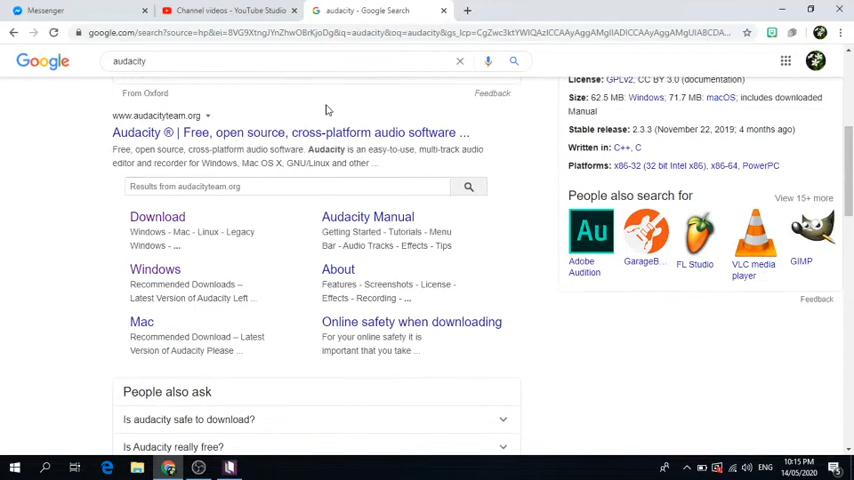 Messenger
Channel videos - YouTube Studio
audacity - Google Search
google.com/search?source=hp&ei=8VG9XtngJYnZhwOBrKjoDg&q=audacity&oq=audacity&gs_lcp=CgZwc3ktYWIQAzICCAAyAggAMgIIADICCAAyAggAMgIIADICCAAyAggAMgIIADICCAA...
Google
audacity
From Oxford
Feedback
www.audacityteam.org
Audacity ® | Free, open source, cross-platform audio software ...
Free, open source, cross-platform audio software. Audacity is an easy-to-use, multi-track audio
editor and recorder for Windows, Mac OS X, GNU/Linux and other ...
Results from audacityteam.org
Download
Windows - Mac - Linux - Legacy
Windows - ...
Audacity Manual
Getting Started - Tutorials - Menu
Bar - Audio Tracks - Effects - Tips
Windows
Recommended Downloads –
Latest Version of Audacity Left ...
About
Features - Screenshots - License -
Effects - Recording - ...
Mac
Recommended Download – Latest
Version of Audacity Please ...
Online safety when downloading
For your online safety it is
important that you take ...
People also ask
Is audacity safe to download?
Is Audacity really free?
License: GPLv2, CC BY 3.0 (documentation)
Size: 62.5 MB: Windows; 71.7 MB: macOS; includes downloaded
Manual
Stable release: 2.3.3 (November 22, 2019; 4 months ago)
Written in: C++, C
Platforms: x86-32 (32 bit Intel x86), x86-64, PowerPC
People also search for
View 15+ more
Au
Adobe
Audition
GarageB...
FL Studio
VLC media
player
GIMP
Feedback
ENG
10:15 PM
14/05/2020